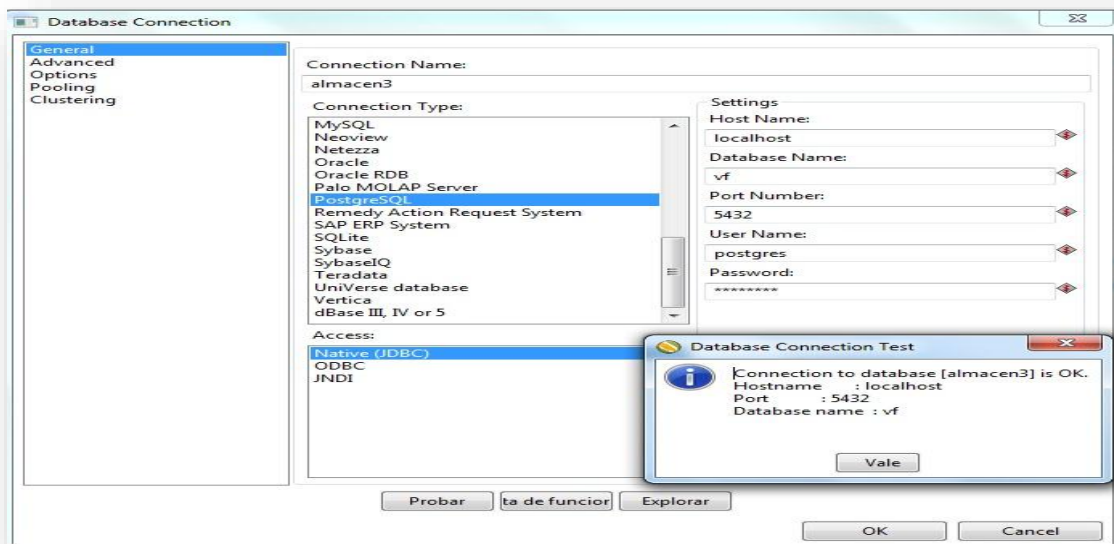 Database Connection
General
Advanced
Options
Pooling
Clustering
Connection Name:
almacen3
Connection Type:
MySQL
Neoview
Netezza
Oracle
Oracle RDB
Palo MOLAP Server
PostgreSQL
Remedy Action Request System
SAP ERP System
SQLite
Sybase
SybaseIQ
Teradata
UniVerse database
Vertica
dBase III, IV or 5
Access:
Native (JDBC)
ODBC
JNDI
Settings
Host Name:
localhost
Database Name:
vf
Port Number:
5432
User Name:
postgres
Password:
********
Database Connection Test
Connection to database [almacen3] is OK.
Hostname : localhost
Port : 5432
Database name : vf
Vale
Probar
ta de funcior
Explorar
OK
Cancel